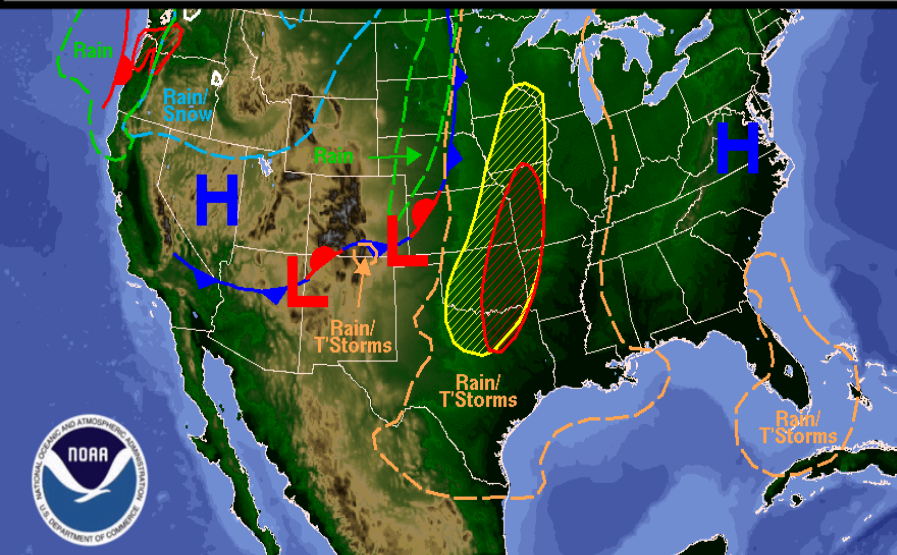 Rain
Rain/
Snow
H
Rain
H
L
L
Rain/
T'Storms
Rain/
T'Storms
Rain/
T'Storms
NATIONAL OCEANIC AND ATMOSPHERIC ADMINISTRATION
NOAA
U.S. DEPARTMENT OF COMMERCE